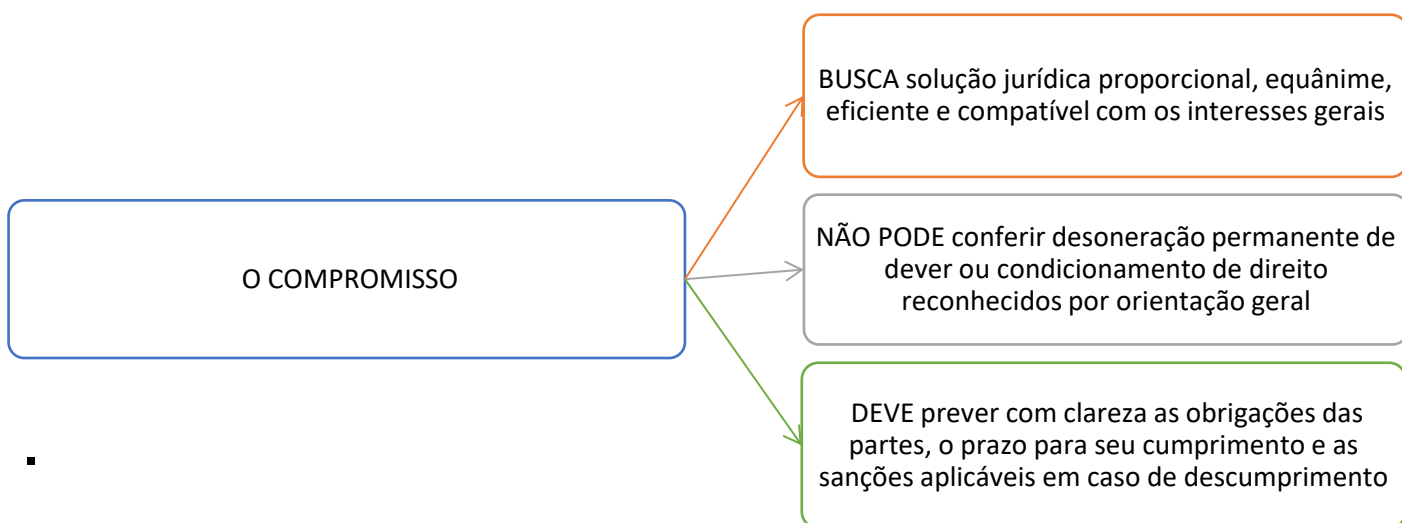 O COMPROMISSO
BUSCA solução jurídica proporcional, equânime,
eficiente e compatível com os interesses gerais
NÃO PODE conferir desoneração permanente de
dever ou condicionamento de direito
reconhecidos por orientação geral
DEVE prever com clareza as obrigações das
partes, o prazo para seu cumprimento e as
sanções aplicáveis em caso de descumprimento